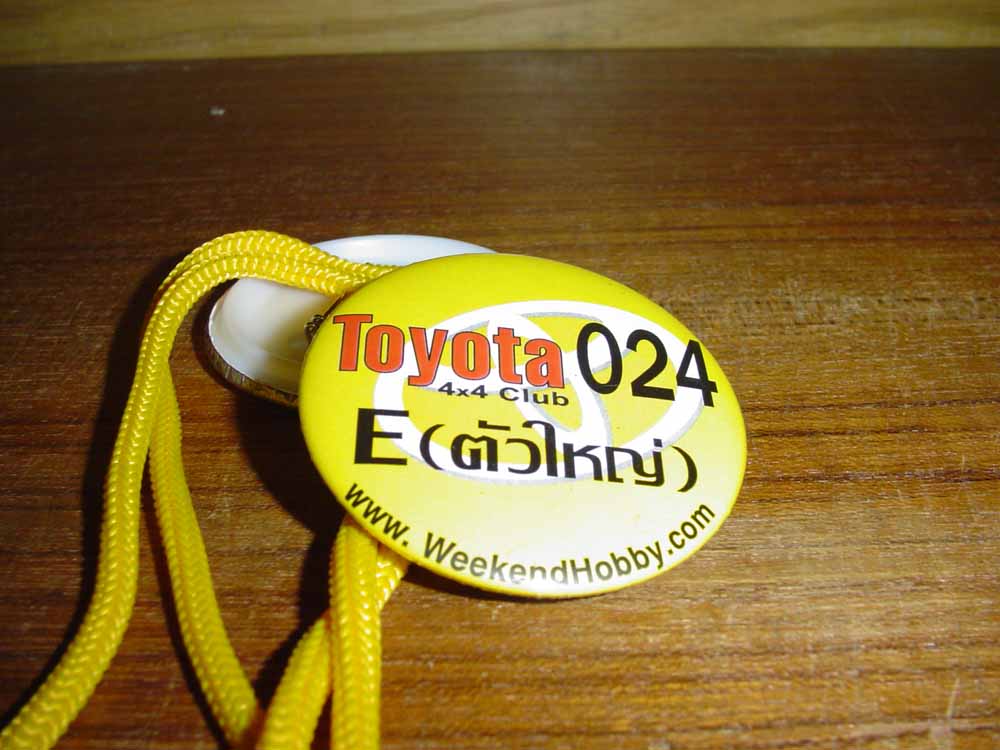 Toyota 024
4x4 Club
E (ตัวใหญ่)
www. WeekendHobby.com